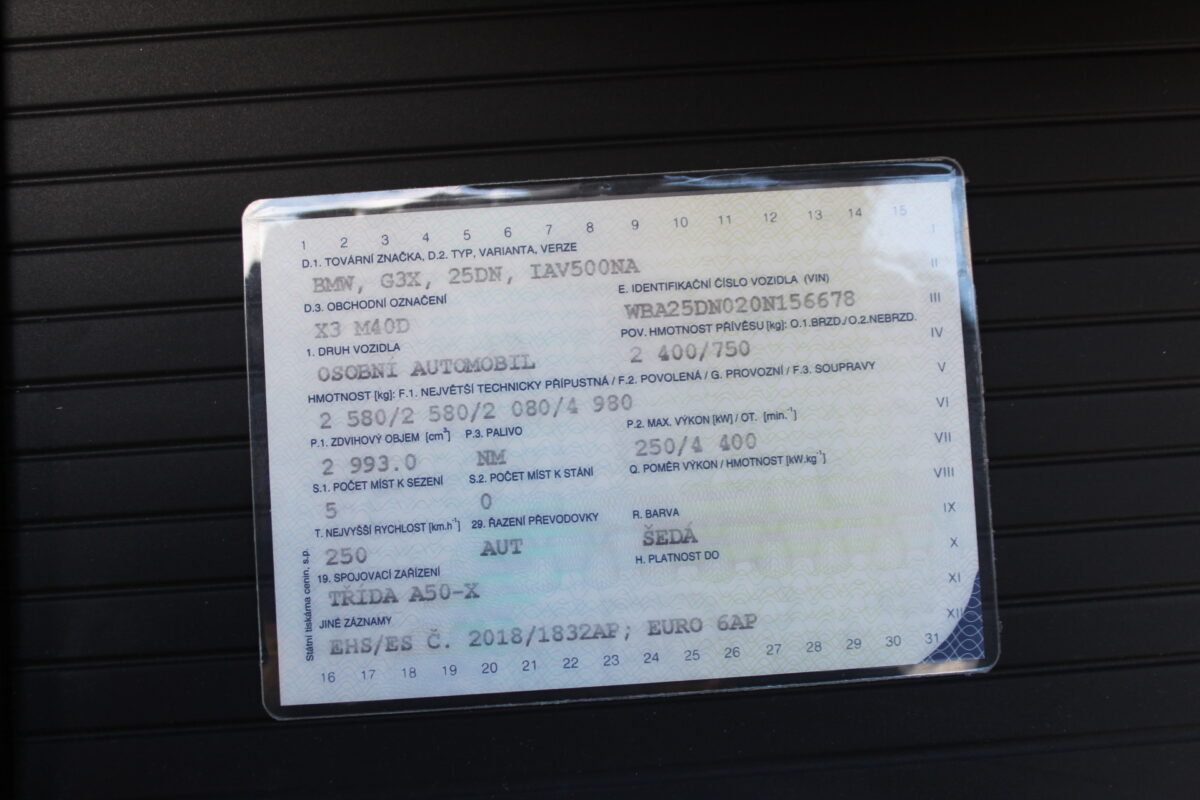 1 2 3 4 5 6 7 8 9 10 11 12 13 14 15
D.1. TOVÁRNÍ ZNAČKA, D.2. TYP, VARIANTA, VERZE
I
BMW, G3X, 25DN, IAV500NA
II
D.3. OBCHODNÍ OZNAČENÍ
E. IDENTIFIKAČNÍ ČÍSLO VOZIDLA (VIN)
X3 M40D
WBA25DN020N156678
III
1. DRUH VOZIDLA
POV. HMOTNOST PŘÍVĚSU [kg]: O.1.BRZD./O.2.NEBRZD.
OSOBNÍ AUTOMOBIL
2 400/750
IV
HMOTNOST [kg]: F.1. NEJVĚTŠÍ TECHNICKY PŘÍPUSTNÁ / F.2. POVOLENÁ / G. PROVOZNÍ / F.3. SOUPRAVY
V
2 580/2 580/2 080/4 980
VI
P.1. ZDVIHOVÝ OBJEM [cm³]
P.3. PALIVO
P.2. MAX. VÝKON [kW] / OT. [min.⁻¹]
2 993.0
NM
250/4 400
VII
S.1. POČET MÍST K SEZENÍ
S.2. POČET MÍST K STÁNÍ
Q. POMĚR VÝKON / HMOTNOST [kW.kg⁻¹]
VIII
5
0
T. NEJVYŠŠÍ RYCHLOST [km.h⁻¹]
29. ŘAZENÍ PŘEVODOVKY
R. BARVA
IX
250
AUT
ŠEDÁ
X
19. SPOJOVACÍ ZAŘÍZENÍ
H. PLATNOST DO
TŘÍDA A50-X
XI
JINÉ ZÁZNAMY
XII
EHS/ES Č. 2018/1832AP; EURO 6AP
16 17 18 19 20 21 22 23 24 25 26 27 28 29 30 31
Státní tiskárna cenin, s.p.